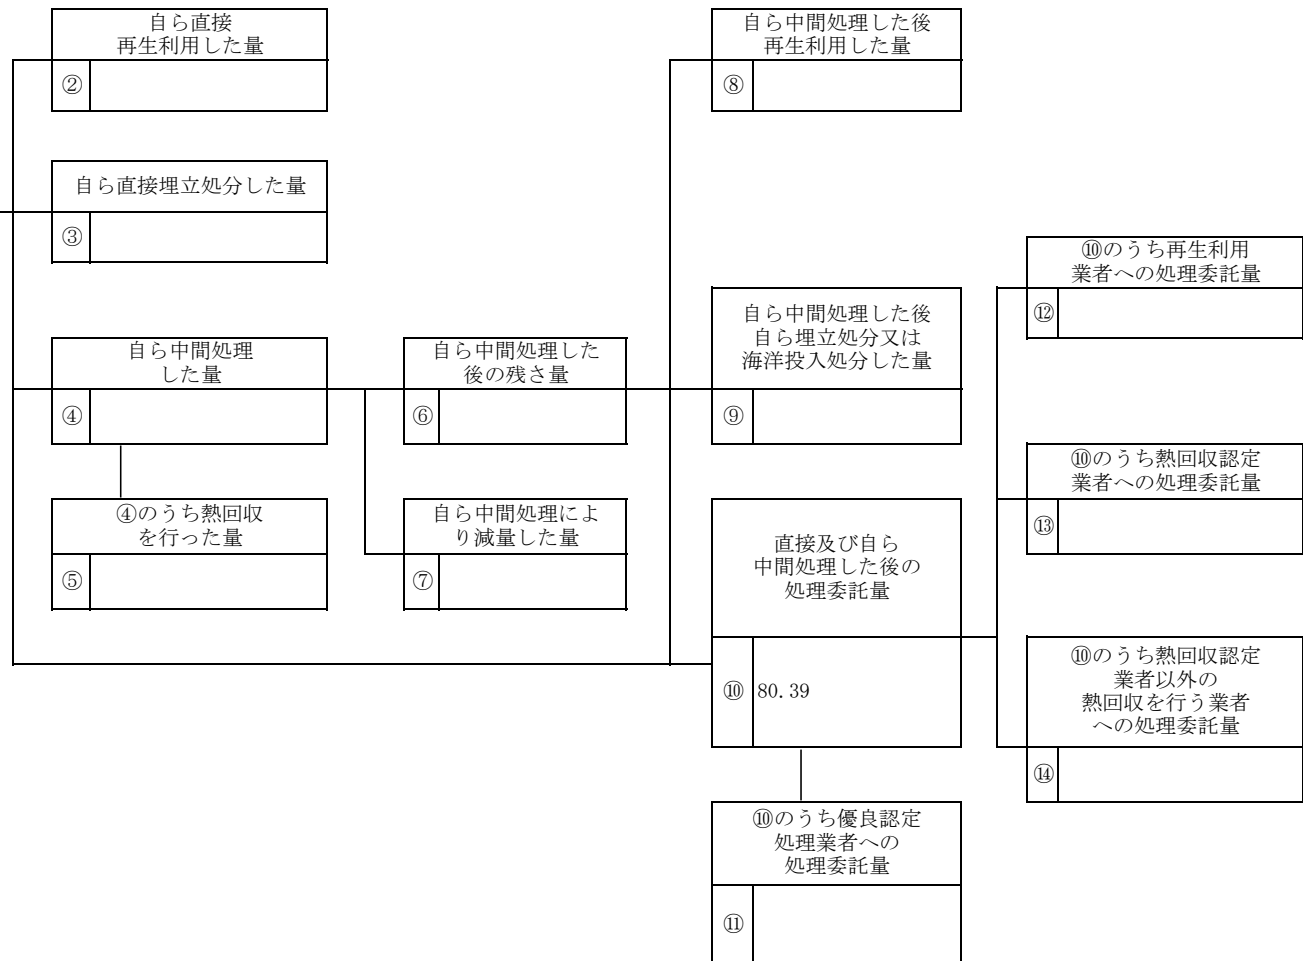 自ら直接
再生利用した量
②
自ら直接埋立処分した量
③
自ら中間処理
した量
④
④のうち熱回収
を行った量
⑤
自ら中間処理した
後の残さ量
⑥
自ら中間処理によ
り減量した量
⑦
自ら中間処理した後
再生利用した量
⑧
自ら中間処理した後
自ら埋立処分又は
海洋投入処分した量
⑨
直接及び自ら
中間処理した後の
処理委託量
⑩ 80.39
⑩のうち優良認定
処理業者への
処理委託量
⑪
⑩のうち再生利用
業者への処理委託量
⑫
⑩のうち熱回収認定
業者への処理委託量
⑬
⑩のうち熱回収認定
業者以外の
熱回収を行う業者
への処理委託量
⑭